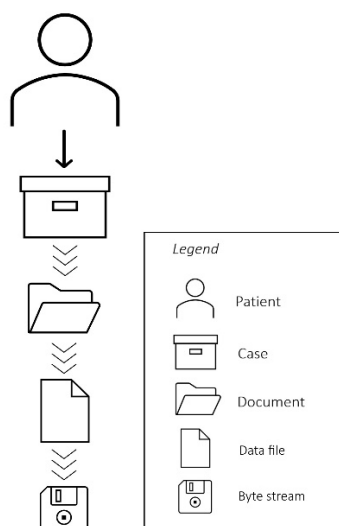 Legend
Patient
Case
Document
Data file
Byte stream